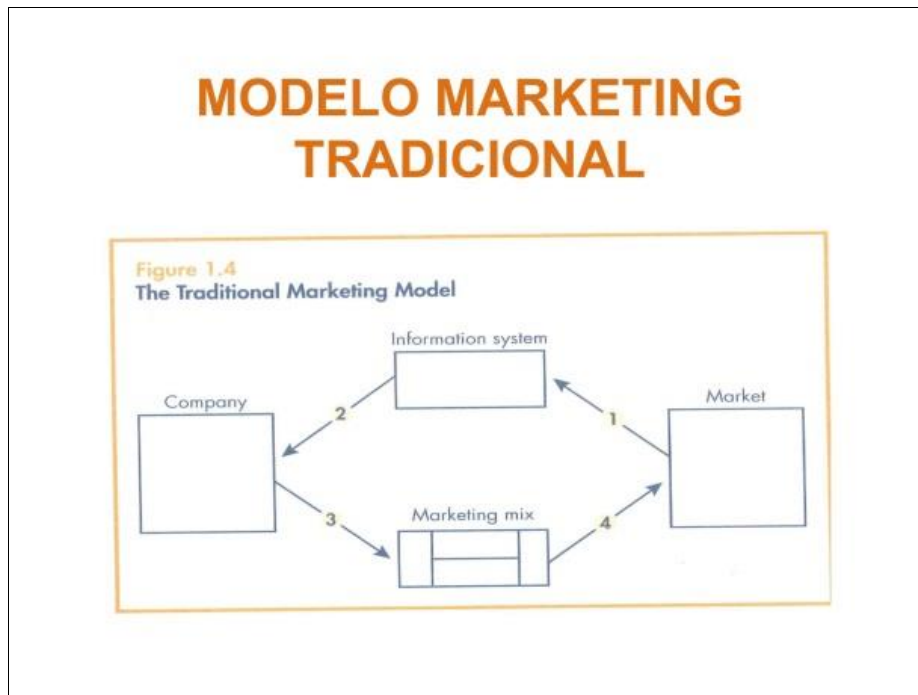 MODELO MARKETING
TRADICIONAL
Figure 1.4
The Traditional Marketing Model
Information system
Company
Market
2
1
3
Marketing mix
4